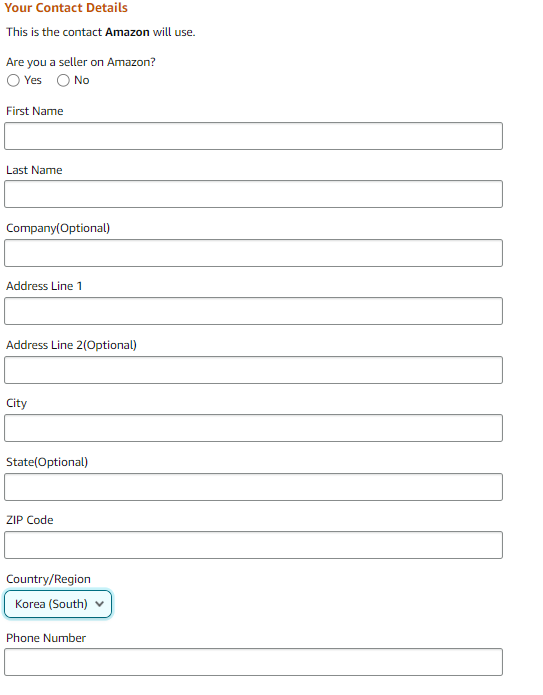 Your Contact Details
This is the contact Amazon will use.
Are you a seller on Amazon?
Yes No
First Name
Last Name
Company(Optional)
Address Line 1
Address Line 2(Optional)
City
State(Optional)
ZIP Code
Country/Region
Korea (South)
Phone Number